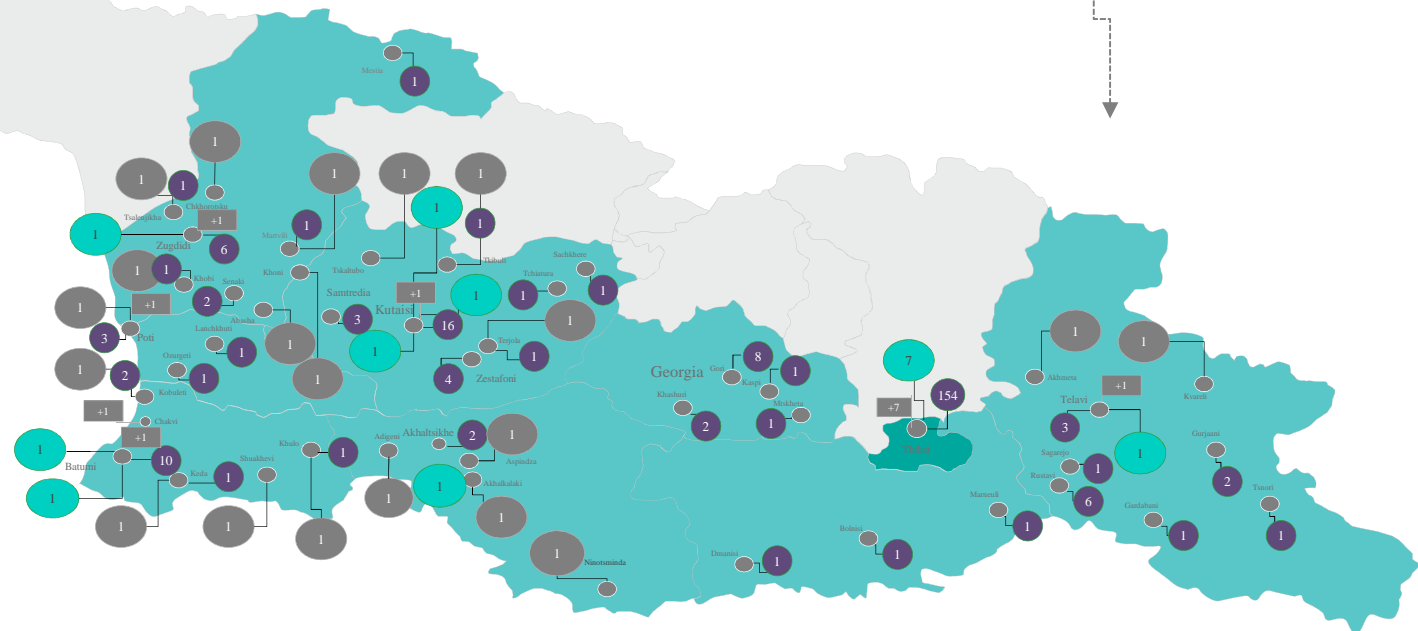 Mestia
1
1
1
1
Tsalenjikha
Chkhorotsku
+1
1
Zugdidi
6
1
1
Khobi
Senaki
2
+1
1
3
Poti
1
2
Kobuleti
+1
Chakvi
+1
1
Batumi
10
1
1
Keda
1
Shuakhevi
1
Khulo
1
1
Adigeni
1
1
1
Martvili
Khoni
1
1
Abasha
Lanchkhuti
1
Ozurgeti
1
1
Tskaltubo
1
1
1
Tkibuli
Samtredia
3
+1
Kutaisi
16
1
1
Tchiatura
1
Sachkhere
1
1
Terjola
1
4
Zestafoni
Akhaltsikhe
2
1
Aspindza
1
Akhalkalaki
1
1
Ninotsminda
Georgia
Gori
8
Kaspi
1
Khashuri
2
Mtskheta
1
7
+7
154
Tbilisi
Dmanisi
1
Bolnisi
1
Marneuli
1
1
Akhmeta
1
Kvareli
+1
Telavi
3
1
Sagarejo
1
Rustavi
6
Gurjaani
2
Gardabani
1
Tsnori
1